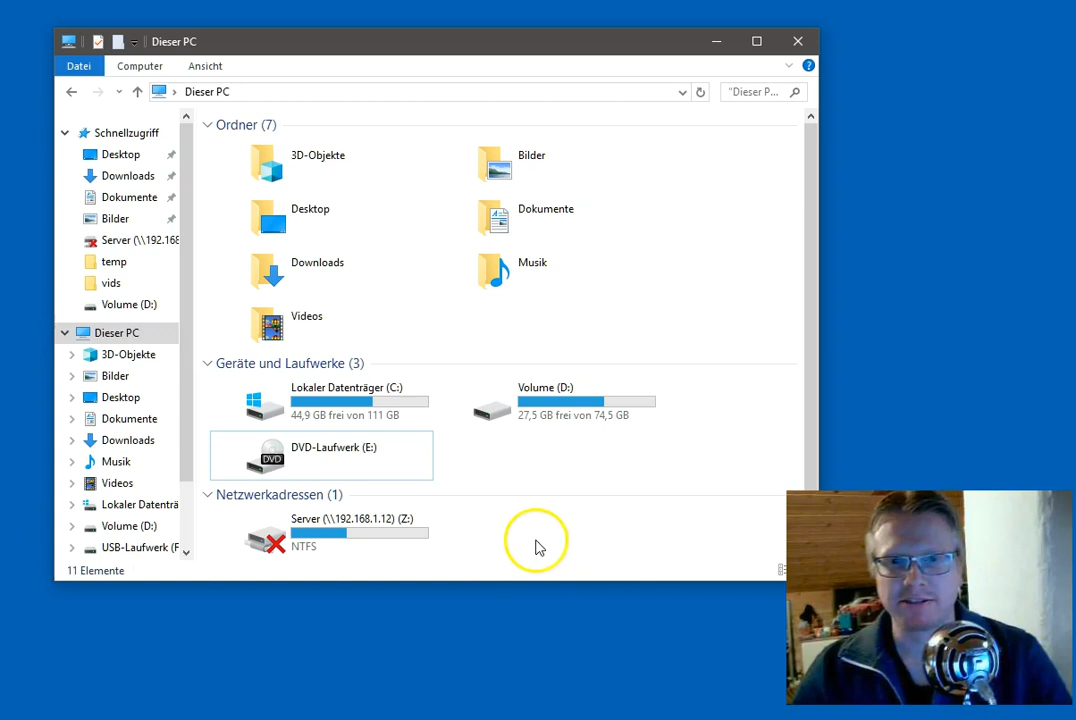 Dieser PC
Datei Computer Ansicht
Dieser PC "Dieser P...
Schnellzugriff
Desktop
Downloads
Dokumente
Bilder
Server (\\192.168
temp
vids
Volume (D:)
Dieser PC
3D-Objekte
Bilder
Desktop
Dokumente
Downloads
Musik
Videos
Lokaler Datenträ
Volume (D:)
USB-Laufwerk (F
Ordner (7)
3D-Objekte
Bilder
Desktop
Dokumente
Downloads
Musik
Videos
Geräte und Laufwerke (3)
Lokaler Datenträger (C:)
44,9 GB frei von 111 GB
Volume (D:)
27,5 GB frei von 74,5 GB
DVD
DVD-Laufwerk (E:)
Netzwerkadressen (1)
Server (\\192.168.1.12) (Z:)
NTFS
11 Elemente